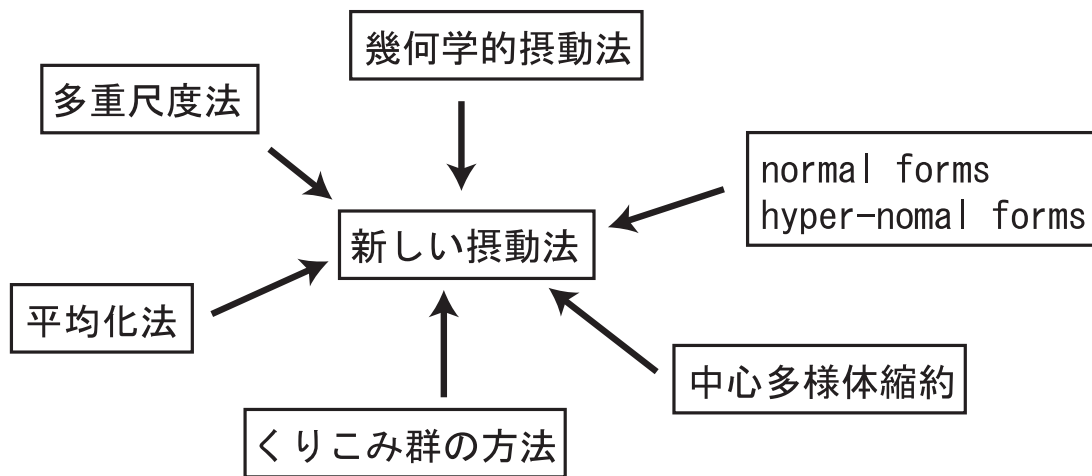 幾何学的摂動法
多重尺度法
normal forms
hyper-nomal forms
新しい摂動法
平均化法
中心多様体縮約
くりこみ群の方法